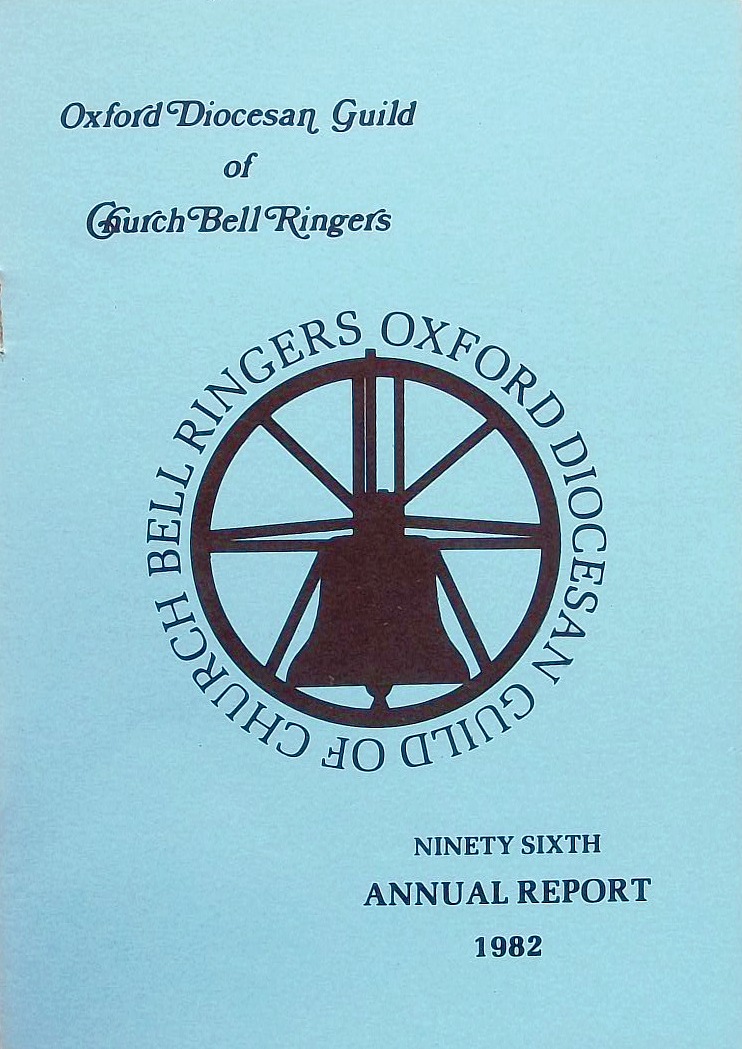 Oxford Diocesan Guild
of
Church Bell Ringers
OXFORD DIOCESAN GUILD OF CHURCH BELL RINGERS
NINETY SIXTH
ANNUAL REPORT
1982